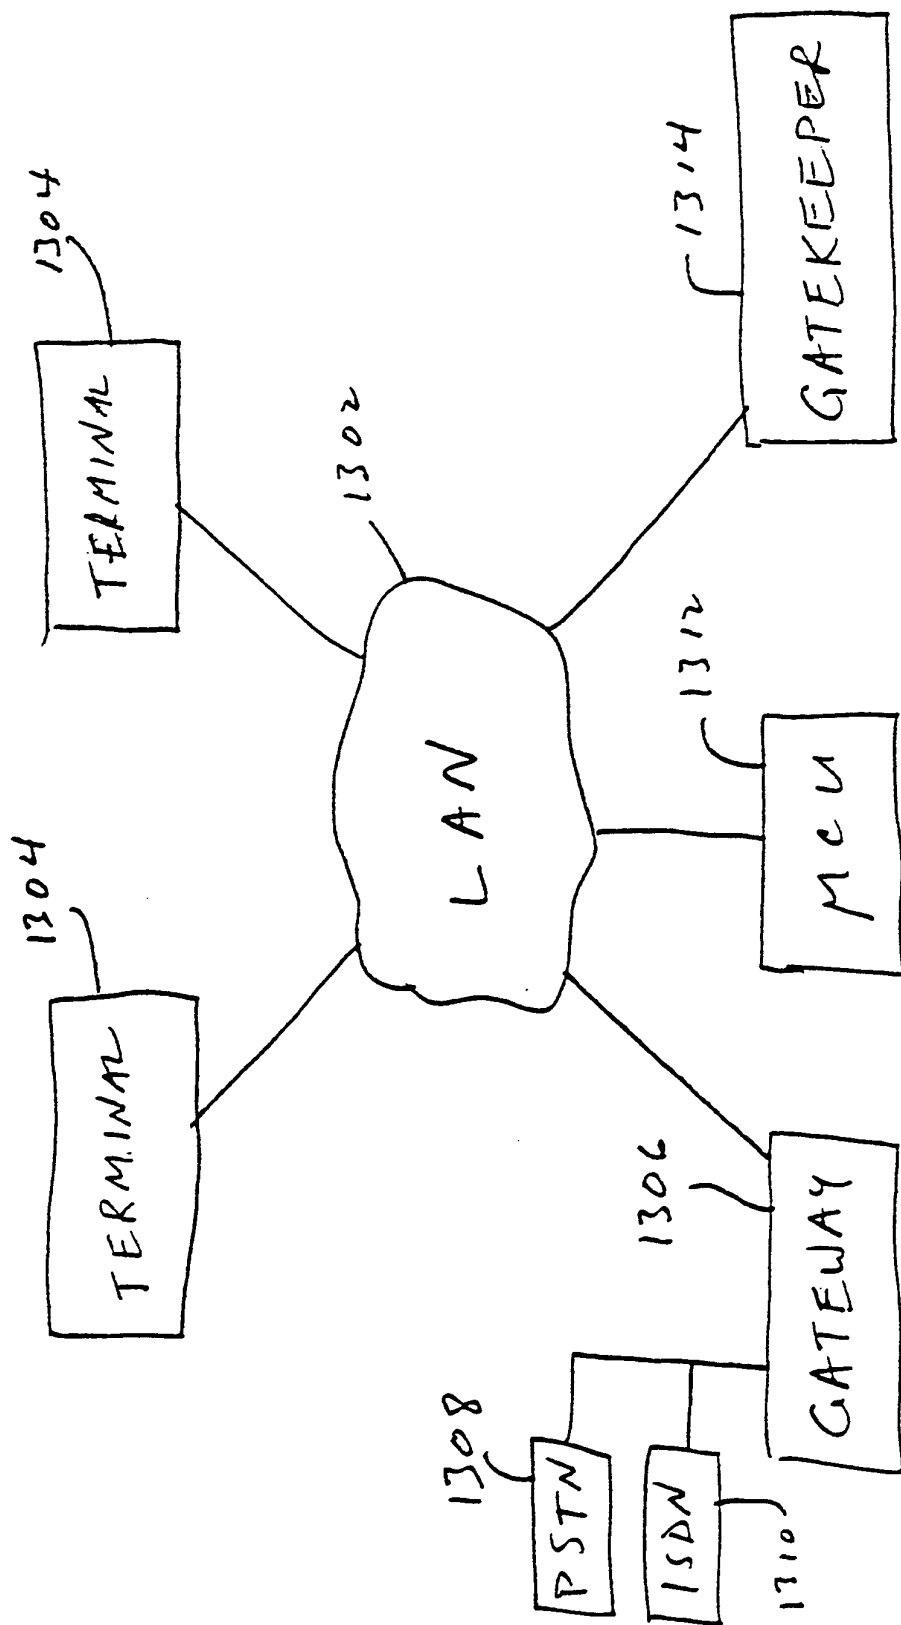 1304
TERMINAL
1304
TERMINAL
1302
LAN
1308
PSTN
ISDN
1310
1306
GATEWAY
1312
MCU
1314
GATEKEEPER